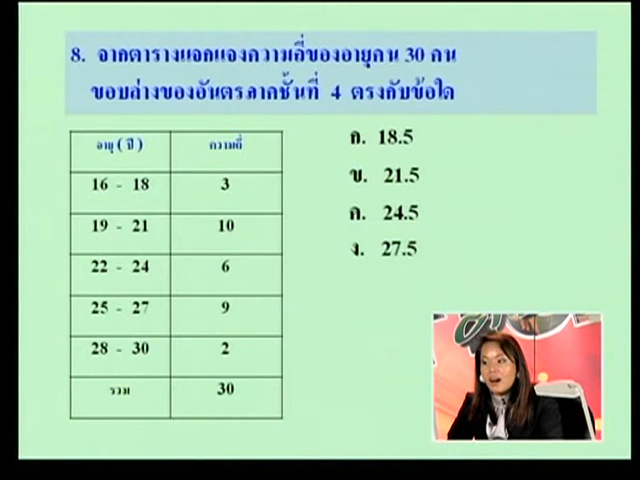 8. จากตารางแจกแจงความถี่ของอายุคน 30 คน
ขอบล่างของอันตรภาคชั้นที่ 4 ตรงกับข้อใด
อายุ ( ปี ) ความถี่
16 - 18 3
19 - 21 10
22 - 24 6
25 - 27 9
28 - 30 2
รวม 30
ก. 18.5
ข. 21.5
ค. 24.5
ง. 27.5